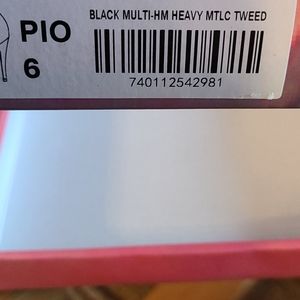 BLACK MULTI-HM HEAVY MTLC TWEED
PIO
6
740112542981